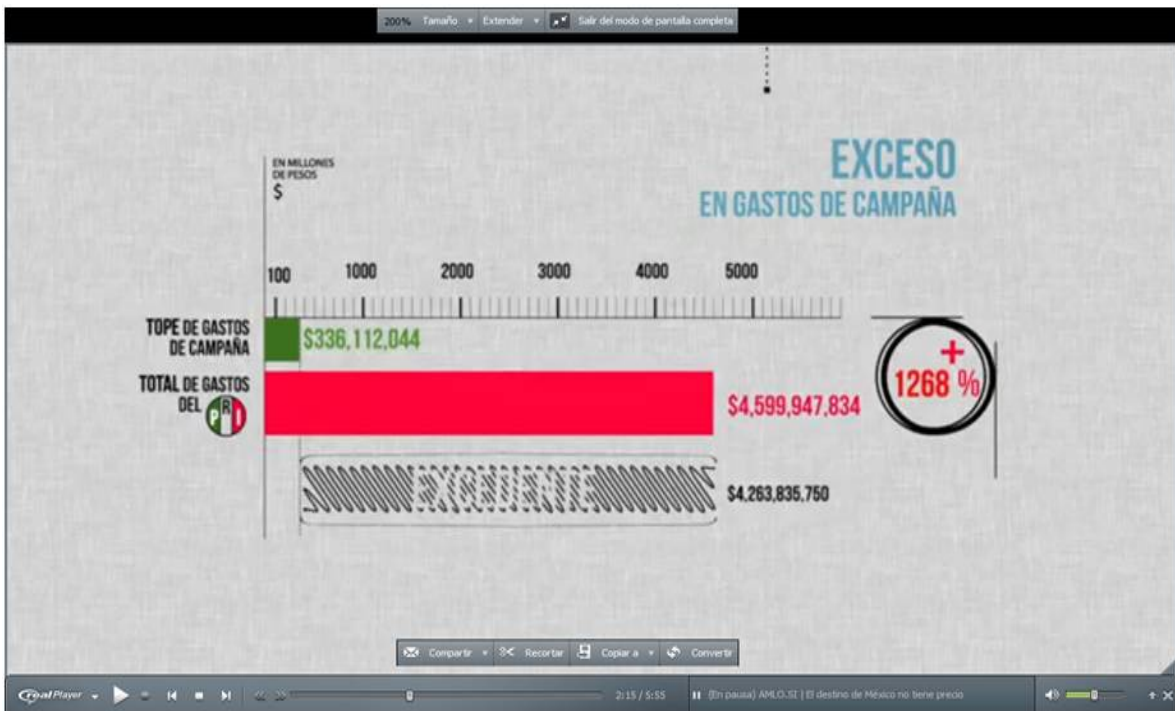 200% Tamaño Extender Salir del modo de pantalla completa
EXCESO
EN GASTOS DE CAMPAÑA
EN MILLONES
DE PESOS
$
100 1000 2000 3000 4000 5000
TOPE DE GASTOS
DE CAMPAÑA
$336,112,044
TOTAL DE GASTOS
DEL PRI
$4,599,947,834
+
1268 %
EXCEDENTE
$4,263,835,750
Compartir Recortar Copiar a Convertir
realPlayer
2:15 / 5:55
(En pausa) AMLO.SI | El destino de México no tiene precio